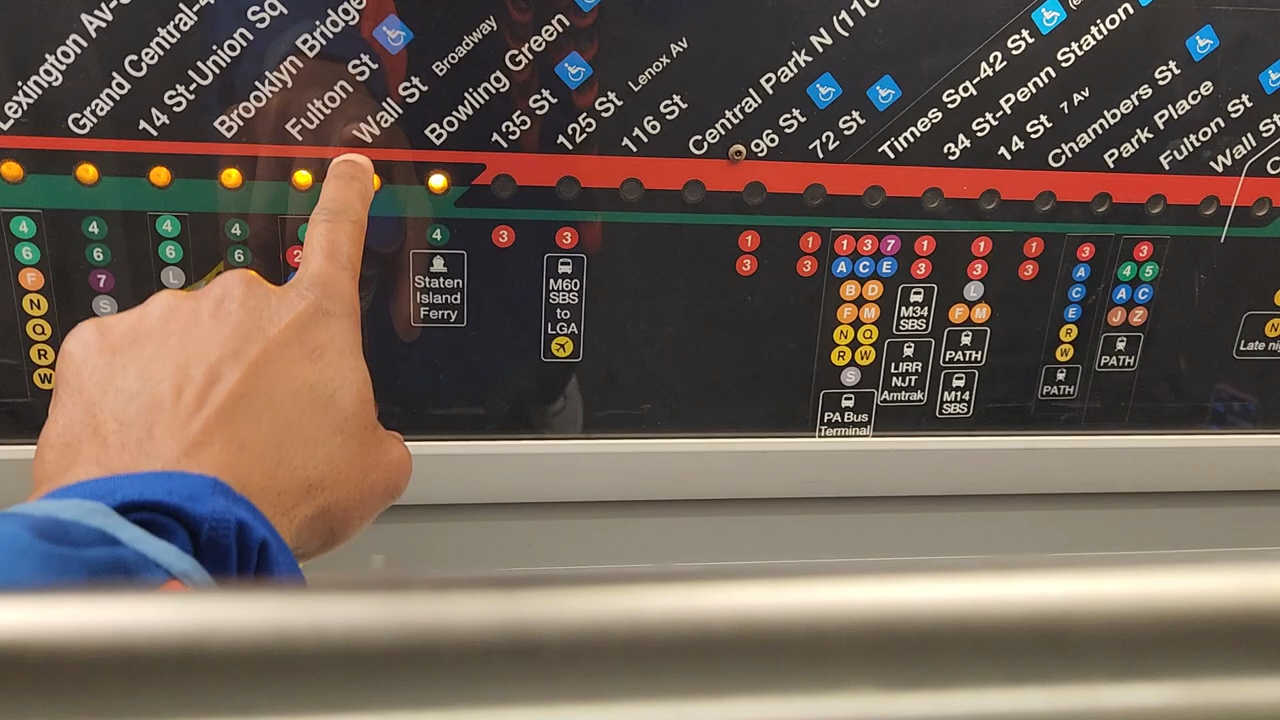 Lexington Av-
Grand Central-4
14 St-Union Sq
Brooklyn Bridge
Fulton St
Wall St Broadway
Bowling Green
135 St
125 St Lenox Av
116 St
Central Park N (110
96 St
72 St
Times Sq-42 St
34 St-Penn Station
14 St 7 Av
Chambers St
Park Place
Fulton St
Wall St
4
6
F
N
Q
R
W
4
6
7
S
4
6
L
4
6
2
4
Staten
Island
Ferry
3
3
M60
SBS
to
LGA
1
3
1
3
1 3 7
A C E
B D
F M
N Q
R W
S
PA Bus
Terminal
1
3
M34
SBS
LIRR
NJT
Amtrak
1
3
L
F M
PATH
M14
SBS
1
3
3
A
C
E
R
W
PATH
3
4 5
A C
J Z
PATH
N
Late